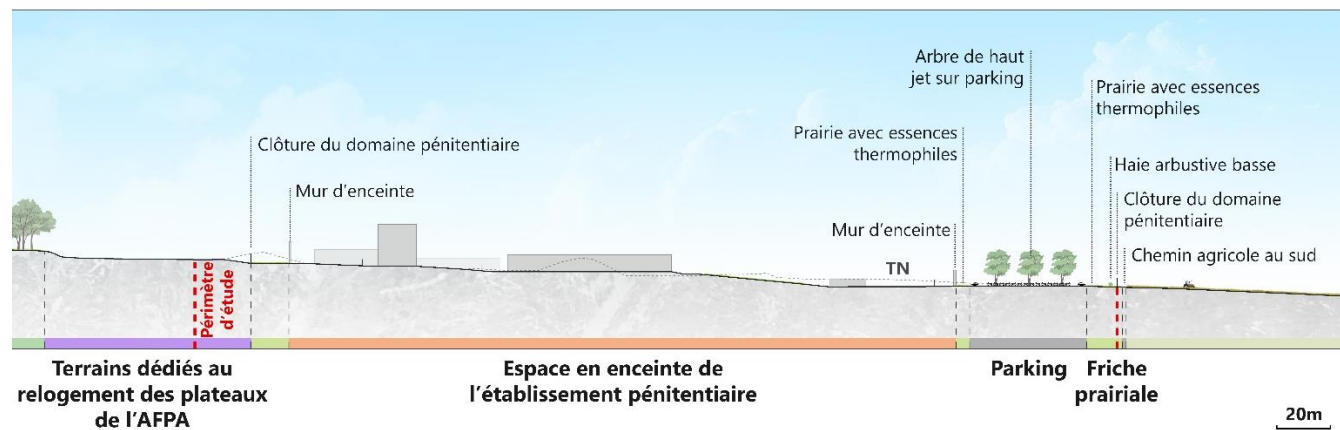 Arbre de haut
jet sur parking
Prairie avec essences
thermophiles
Clôture du domaine pénitentiaire
Prairie avec essences
thermophiles
Haie arbustive basse
Mur d’enceinte
Clôture du domaine
pénitentiaire
Mur d’enceinte
Chemin agricole au sud
TN
Périmètre
d’étude
Terrains dédiés au
relogement des plateaux
de l’AFPA
Espace en enceinte de
l’établissement pénitentiaire
Parking
Friche
prairiale
20m